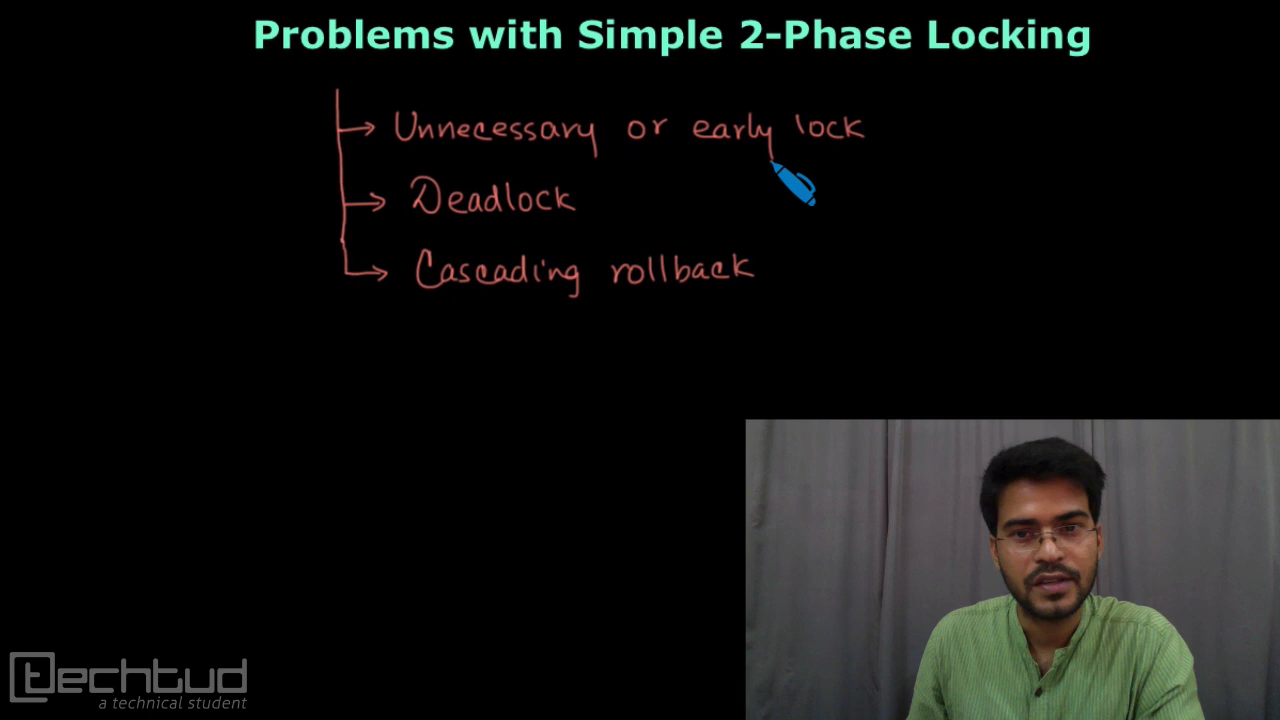 Problems with Simple 2-Phase Locking
Unnecessary or early lock
Deadlock
Cascading rollback
techtud
a technical student